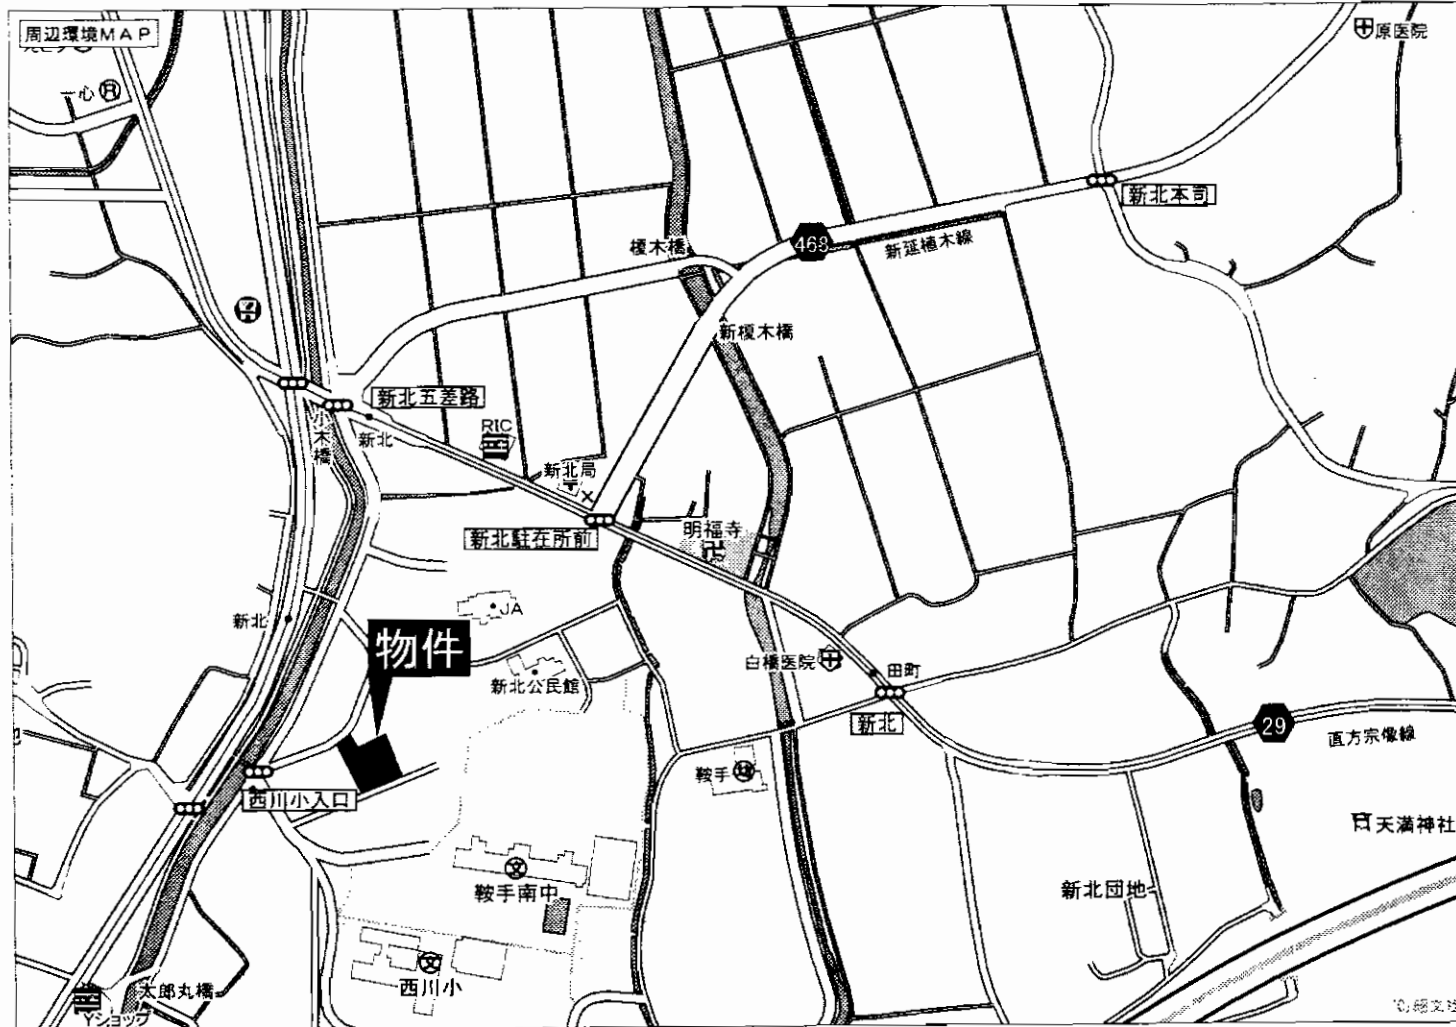 周辺環境MAP
原医院
一心
新北本司
榎木橋
468
新延植木線
新榎木橋
新北五差路
小木橋
新北
RIC
新北局
新北駐在所前
明福寺
JA
新北
物件
新北公民館
白橋医院
田町
新北
29
直方宗像線
鞍手
西川小入口
天満神社
鞍手南中
新北団地
西川小
太郎丸橋
Yショップ